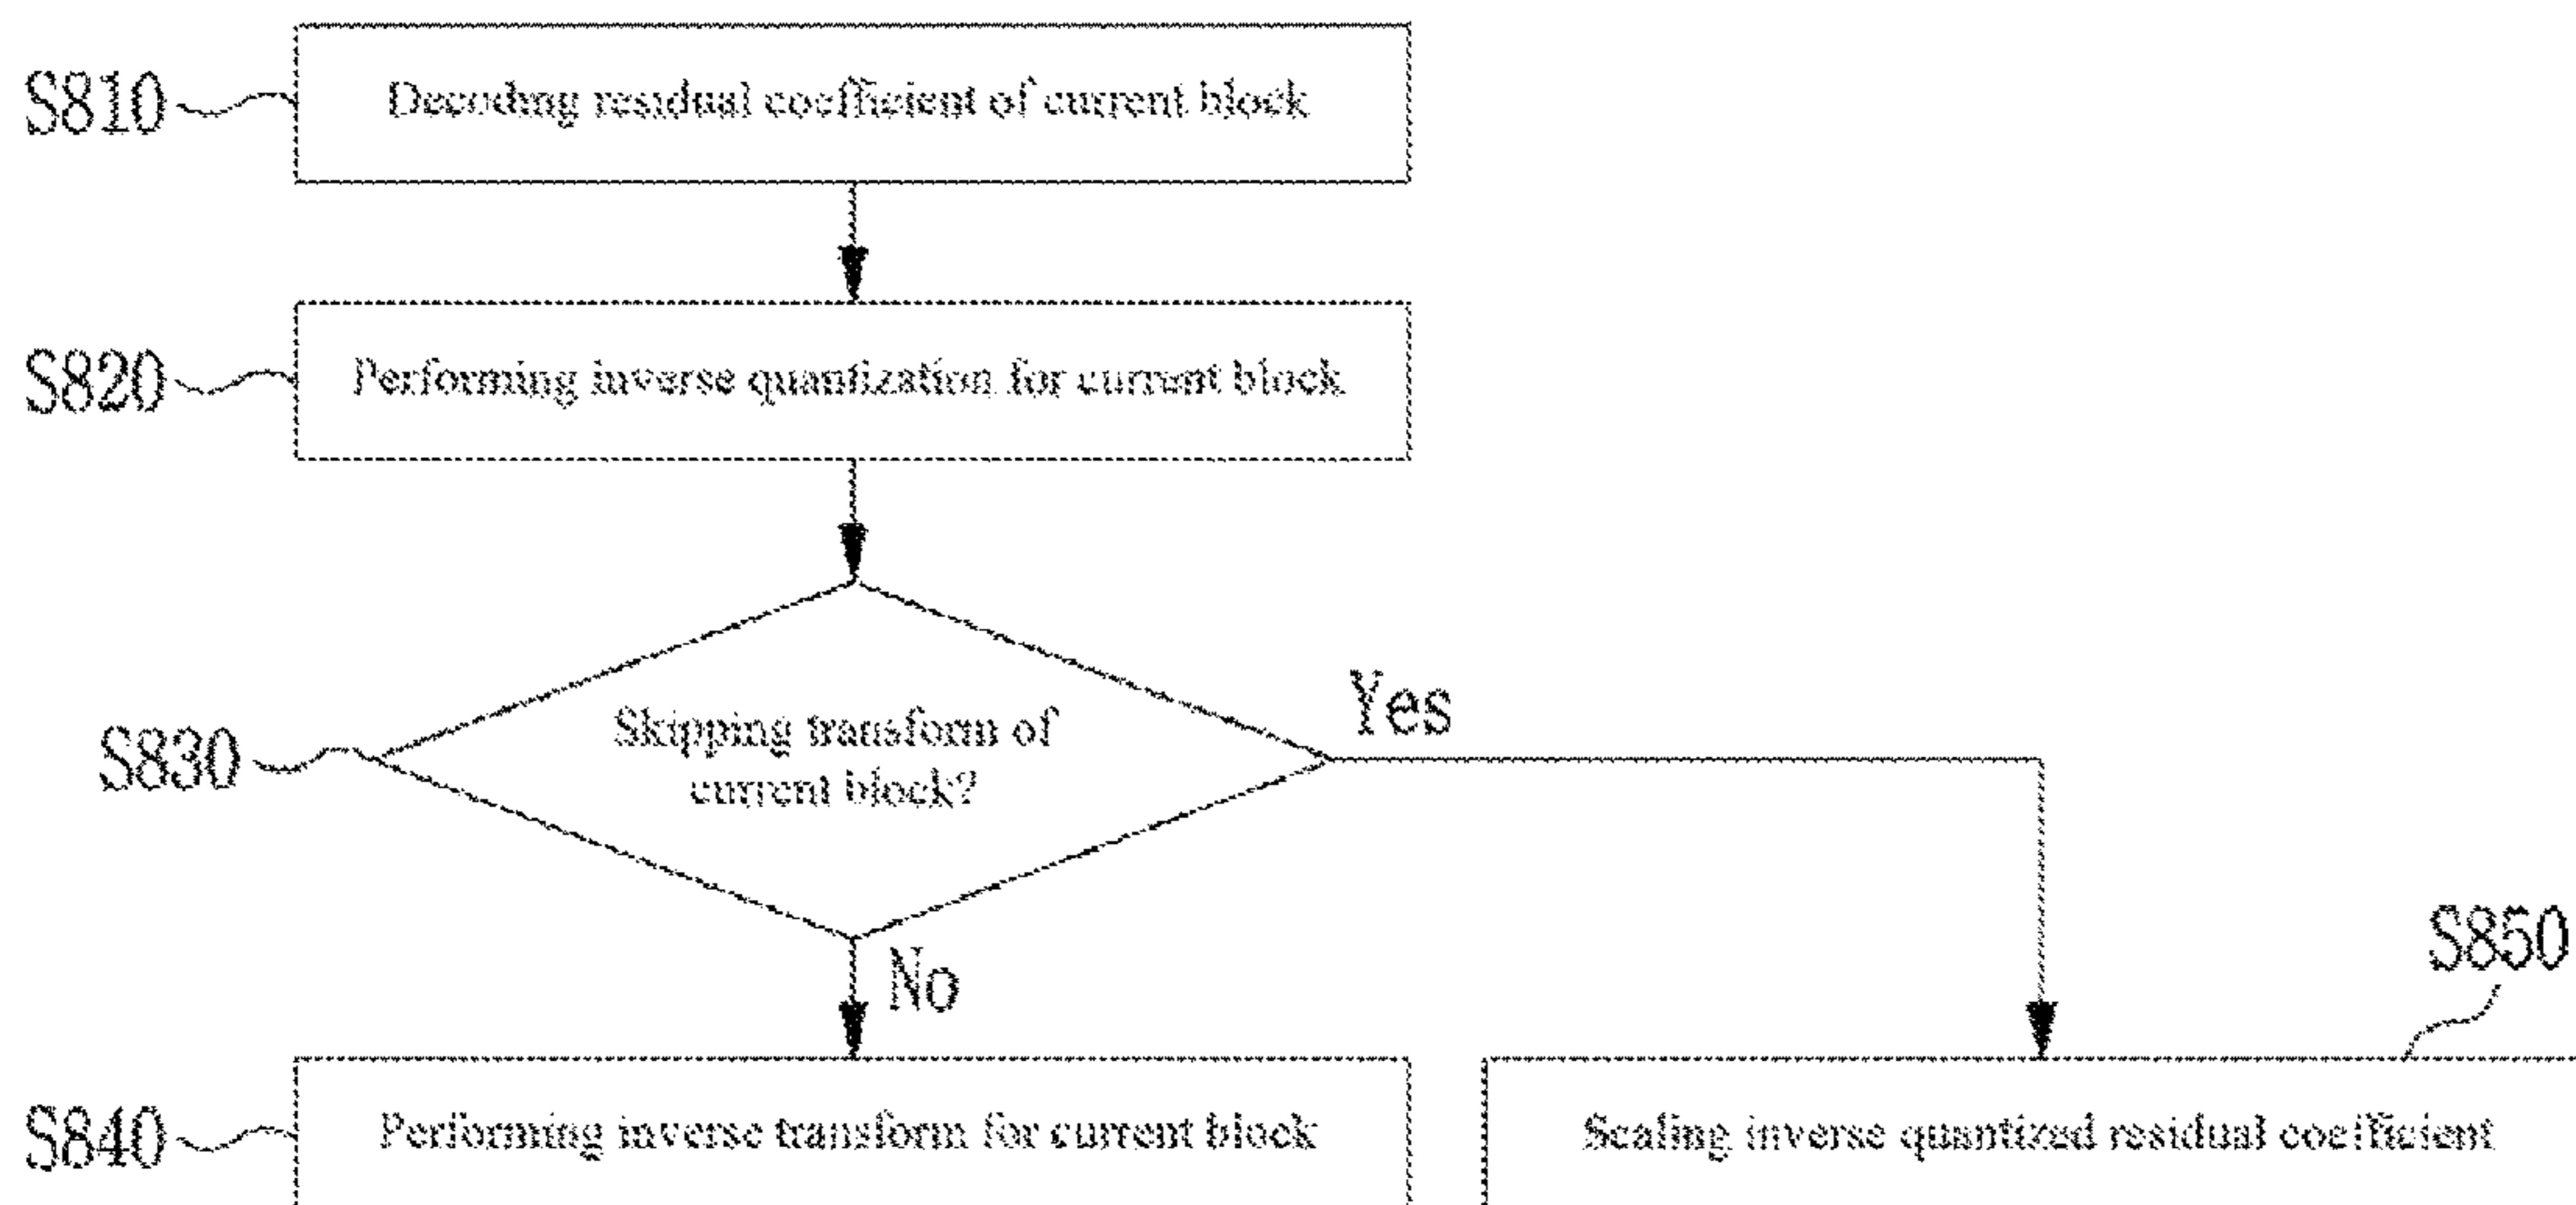 S810
Decoding residual coefficient of current block
S820
Performing inverse quantization for current block
S830
Skipping transform of
current block?
Yes
No
S850
S840
Performing inverse transform for current block
Scaling inverse quantized residual coefficient